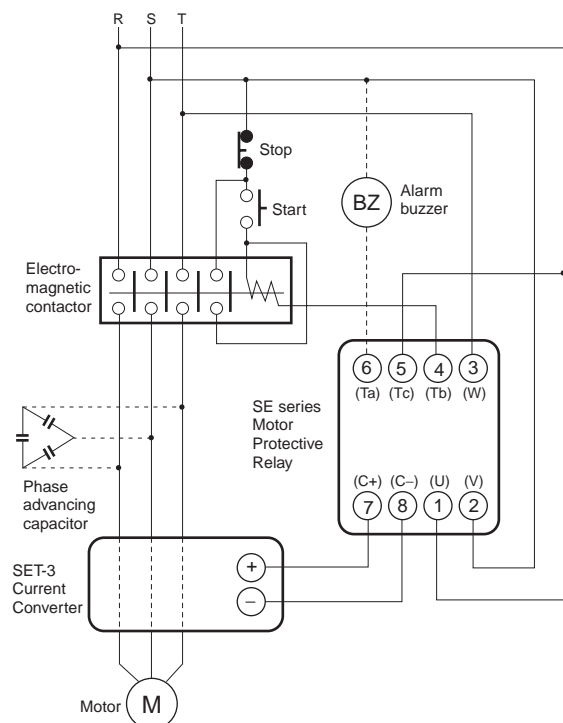 R S T
Stop
Start
BZ
Alarm
buzzer
Electro-
magnetic
contactor
6 5 4 3
(Ta) (Tc) (Tb) (W)
SE series
Motor
Protective
Relay
(C+) (C−) (U) (V)
7 8 1 2
Phase
advancing
capacitor
SET-3
Current
Converter
+
−
Motor
M